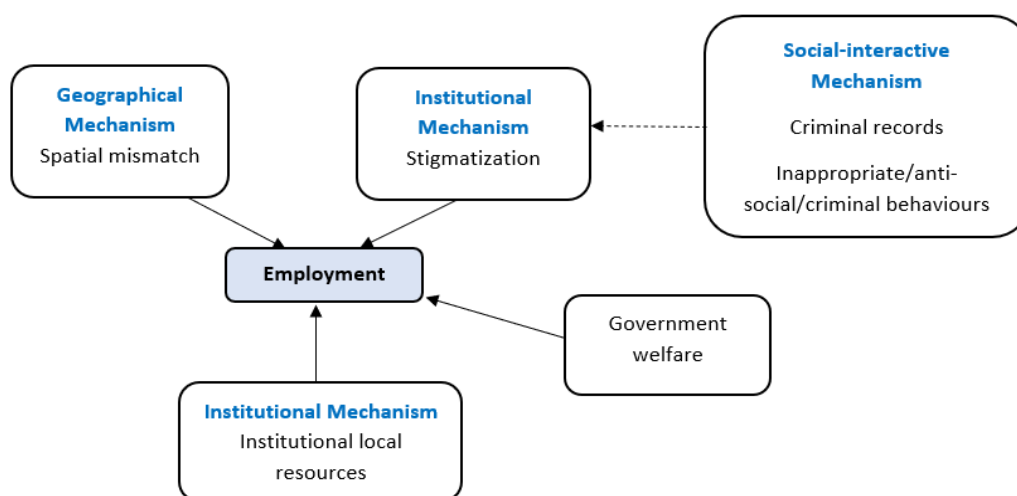 Geographical
Mechanism
Spatial mismatch
Institutional
Mechanism
Stigmatization
Social-interactive
Mechanism
Criminal records
Inappropriate/anti-
social/criminal behaviours
Employment
Government
welfare
Institutional Mechanism
Institutional local
resources